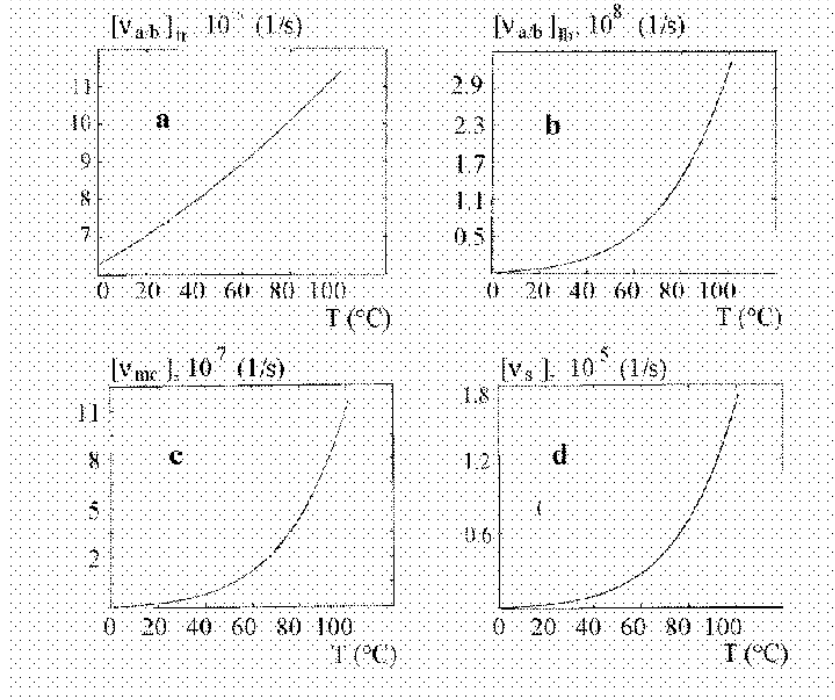 [ν a/b ]tr, 10 (1/s)
11
10
9
8
7
a
0 20 40 60 80 100
T (°C)
[ν a/b ]lb, 10^8 (1/s)
2.9
2.3
1.7
1.1
0.5
b
0 20 40 60 80 100
T (°C)
[ν mc ], 10^7 (1/s)
11
8
5
2
c
0 20 40 60 80 100
T (°C)
[ν s ], 10^5 (1/s)
1.8
1.2
0.6
d
0 20 40 60 80 100
T (°C)